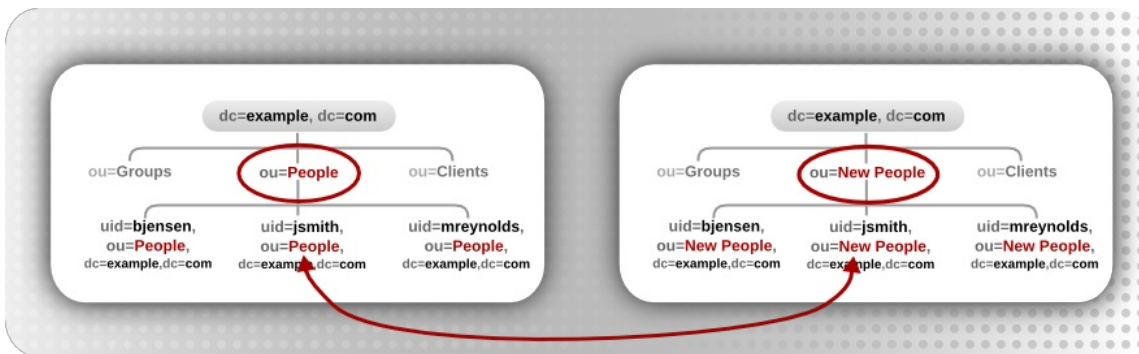 dc=example, dc=com
ou=Groups
ou=People
ou=Clients
uid=bjensen,
ou=People,
dc=example,dc=com
uid=jsmith,
ou=People,
dc=example,dc=com
uid=mreynolds,
ou=People,
dc=example,dc=com
dc=example, dc=com
ou=Groups
ou=New People
ou=Clients
uid=bjensen,
ou=New People,
dc=example,dc=com
uid=jsmith,
ou=New People,
dc=example,dc=com
uid=mreynolds,
ou=New People,
dc=example,dc=com